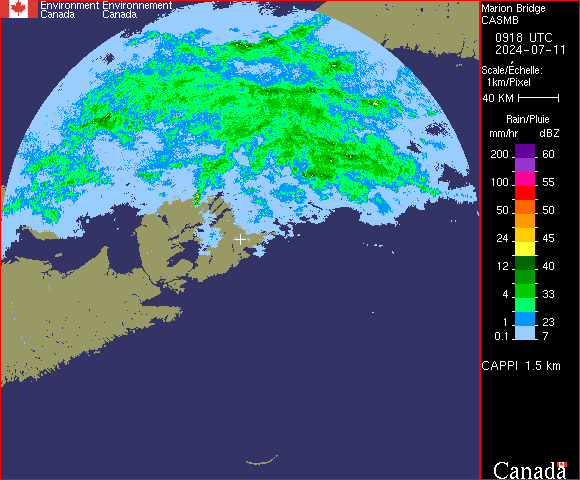 Environment Environnement
Canada Canada
Marion Bridge
CASMB
0918 UTC
2024-07-11
Scale/Échelle:
1km/Pixel
40 KM
Rain/Pluie
mm/hr dBZ
200 60
100 55
50 50
24 45
12 40
4 33
1 23
0.1 7
CAPPI 1.5 km
Canada